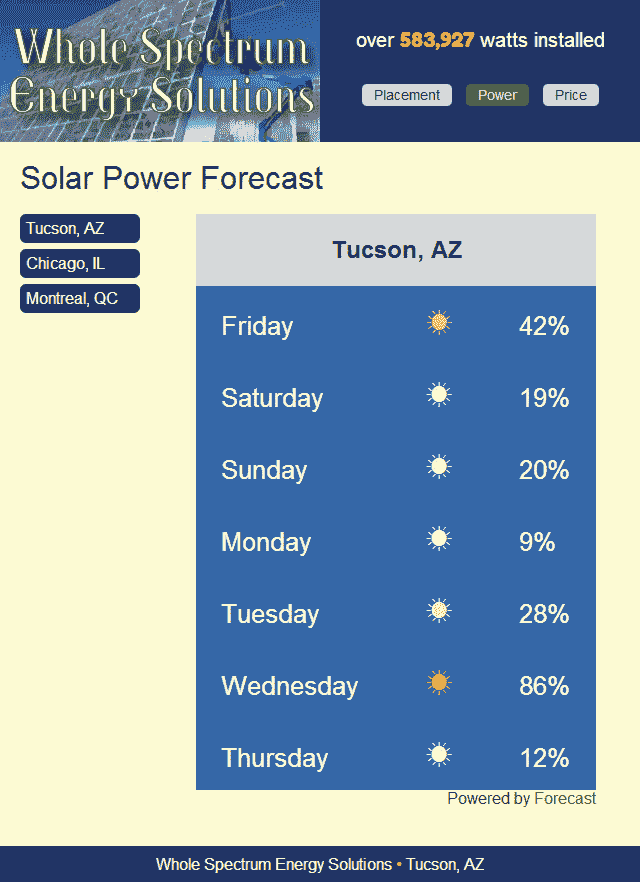 Whole Spectrum
Energy Solutions
over 583,927 watts installed
Placement Power Price
Solar Power Forecast
Tucson, AZ
Chicago, IL
Montreal, QC
Tucson, AZ
Friday 42%
Saturday 19%
Sunday 20%
Monday 9%
Tuesday 28%
Wednesday 86%
Thursday 12%
Powered by Forecast
Whole Spectrum Energy Solutions • Tucson, AZ